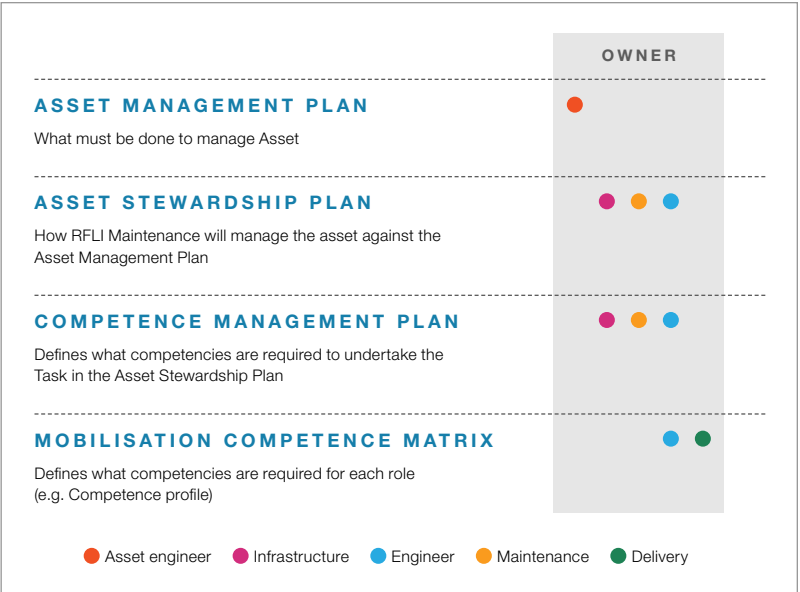 OWNER
ASSET MANAGEMENT PLAN
What must be done to manage Asset
ASSET STEWARDSHIP PLAN
How RFLI Maintenance will manage the asset against the
Asset Management Plan
COMPETENCE MANAGEMENT PLAN
Defines what competencies are required to undertake the
Task in the Asset Stewardship Plan
MOBILISATION COMPETENCE MATRIX
Defines what competencies are required for each role
(e.g. Competence profile)
Asset engineer Infrastructure Engineer Maintenance Delivery